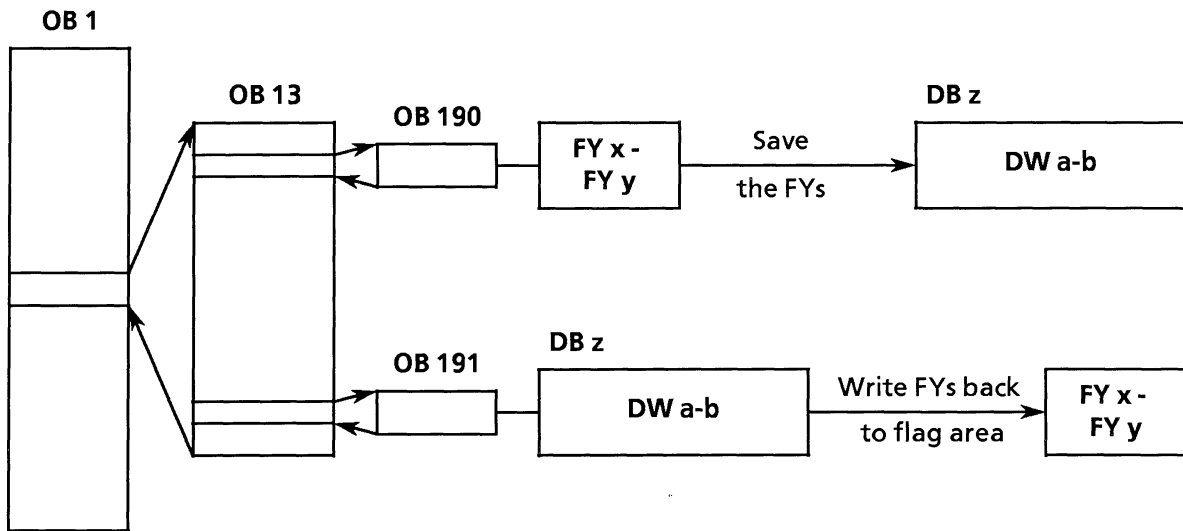 OB 1
OB 13
OB 190
FY x -
FY y
Save
the FYs
DB z
DW a-b
OB 191
DB z
DW a-b
Write FYs back
to flag area
FY x -
FY y